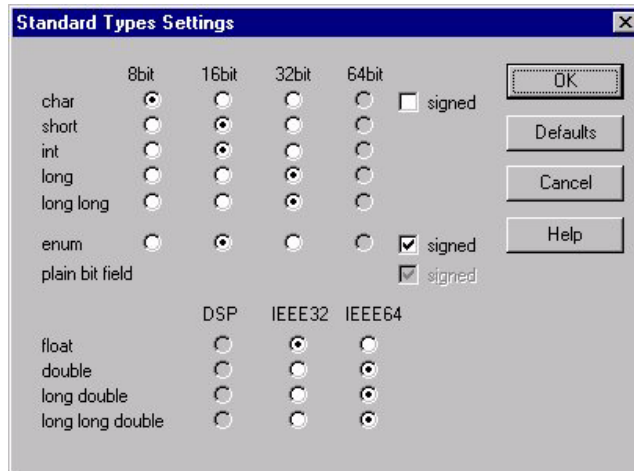 Standard Types Settings
8bit 16bit 32bit 64bit
OK
char signed
short
Defaults
int
long
Cancel
long long
Help
enum signed
plain bit field signed
DSP IEEE32 IEEE64
float
double
long double
long long double